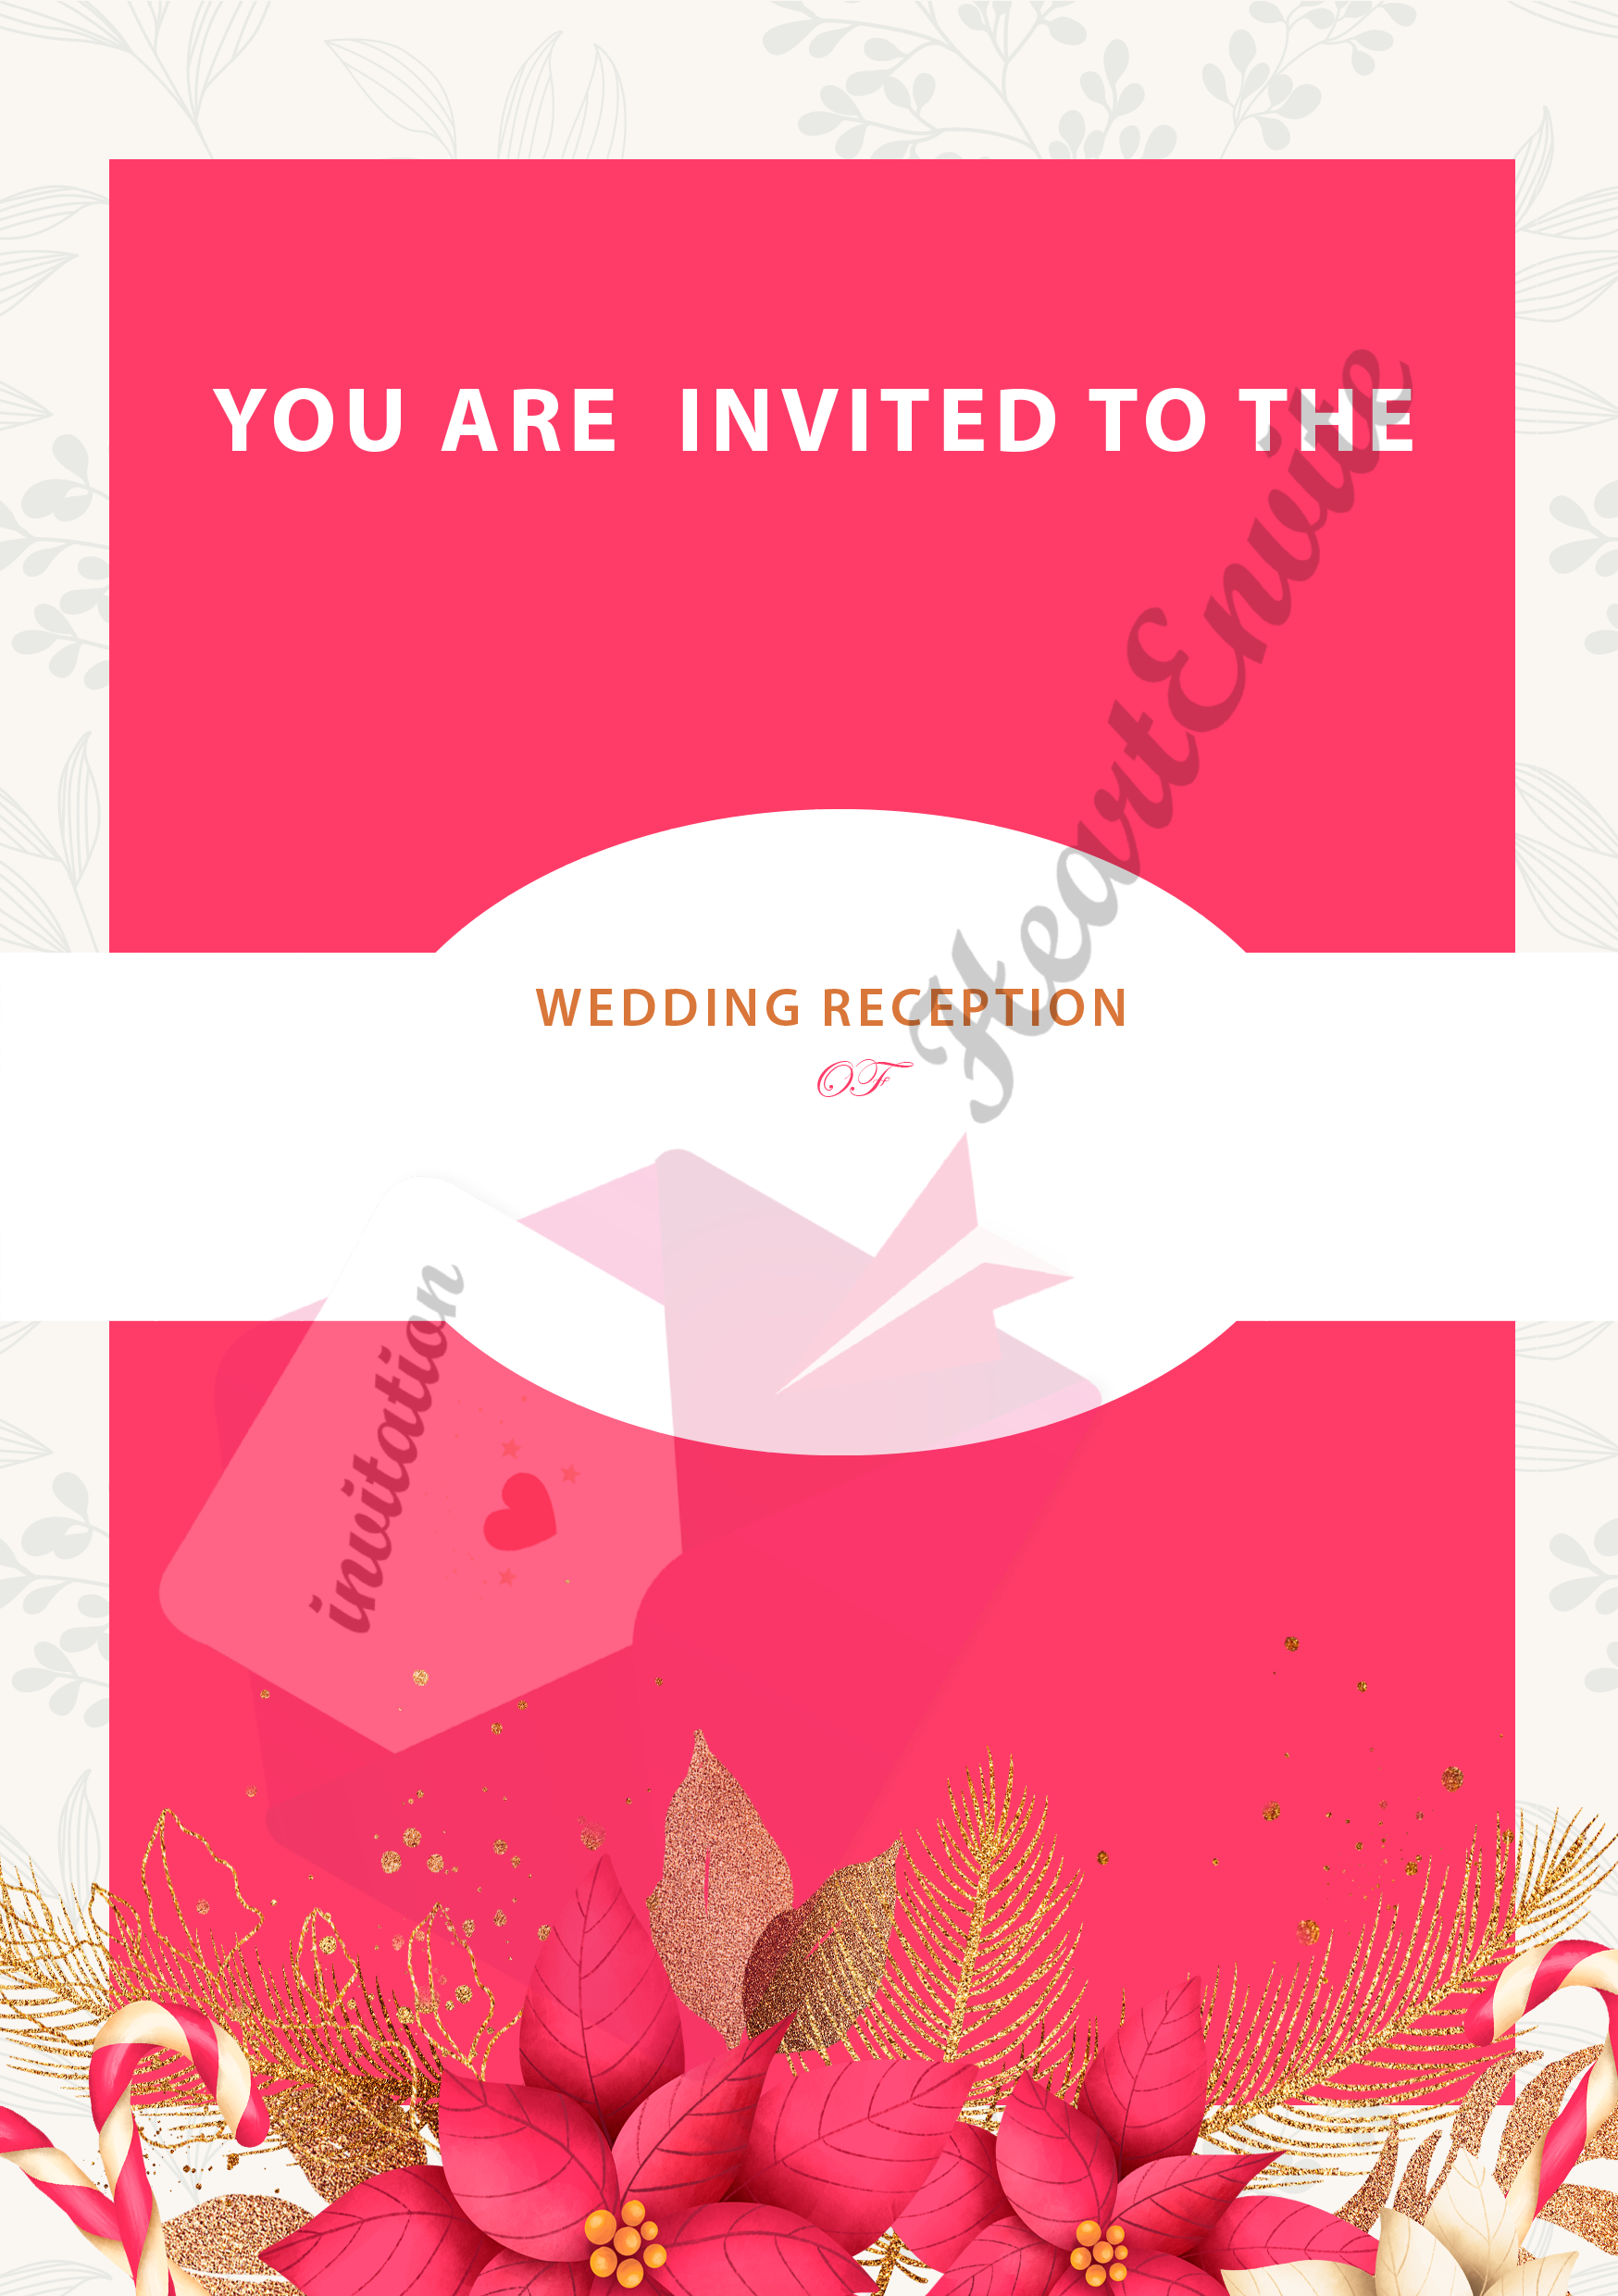 YOU ARE  INVITED TO THE
HeartEnvite
WEDDING RECEPTION
OF
invitation